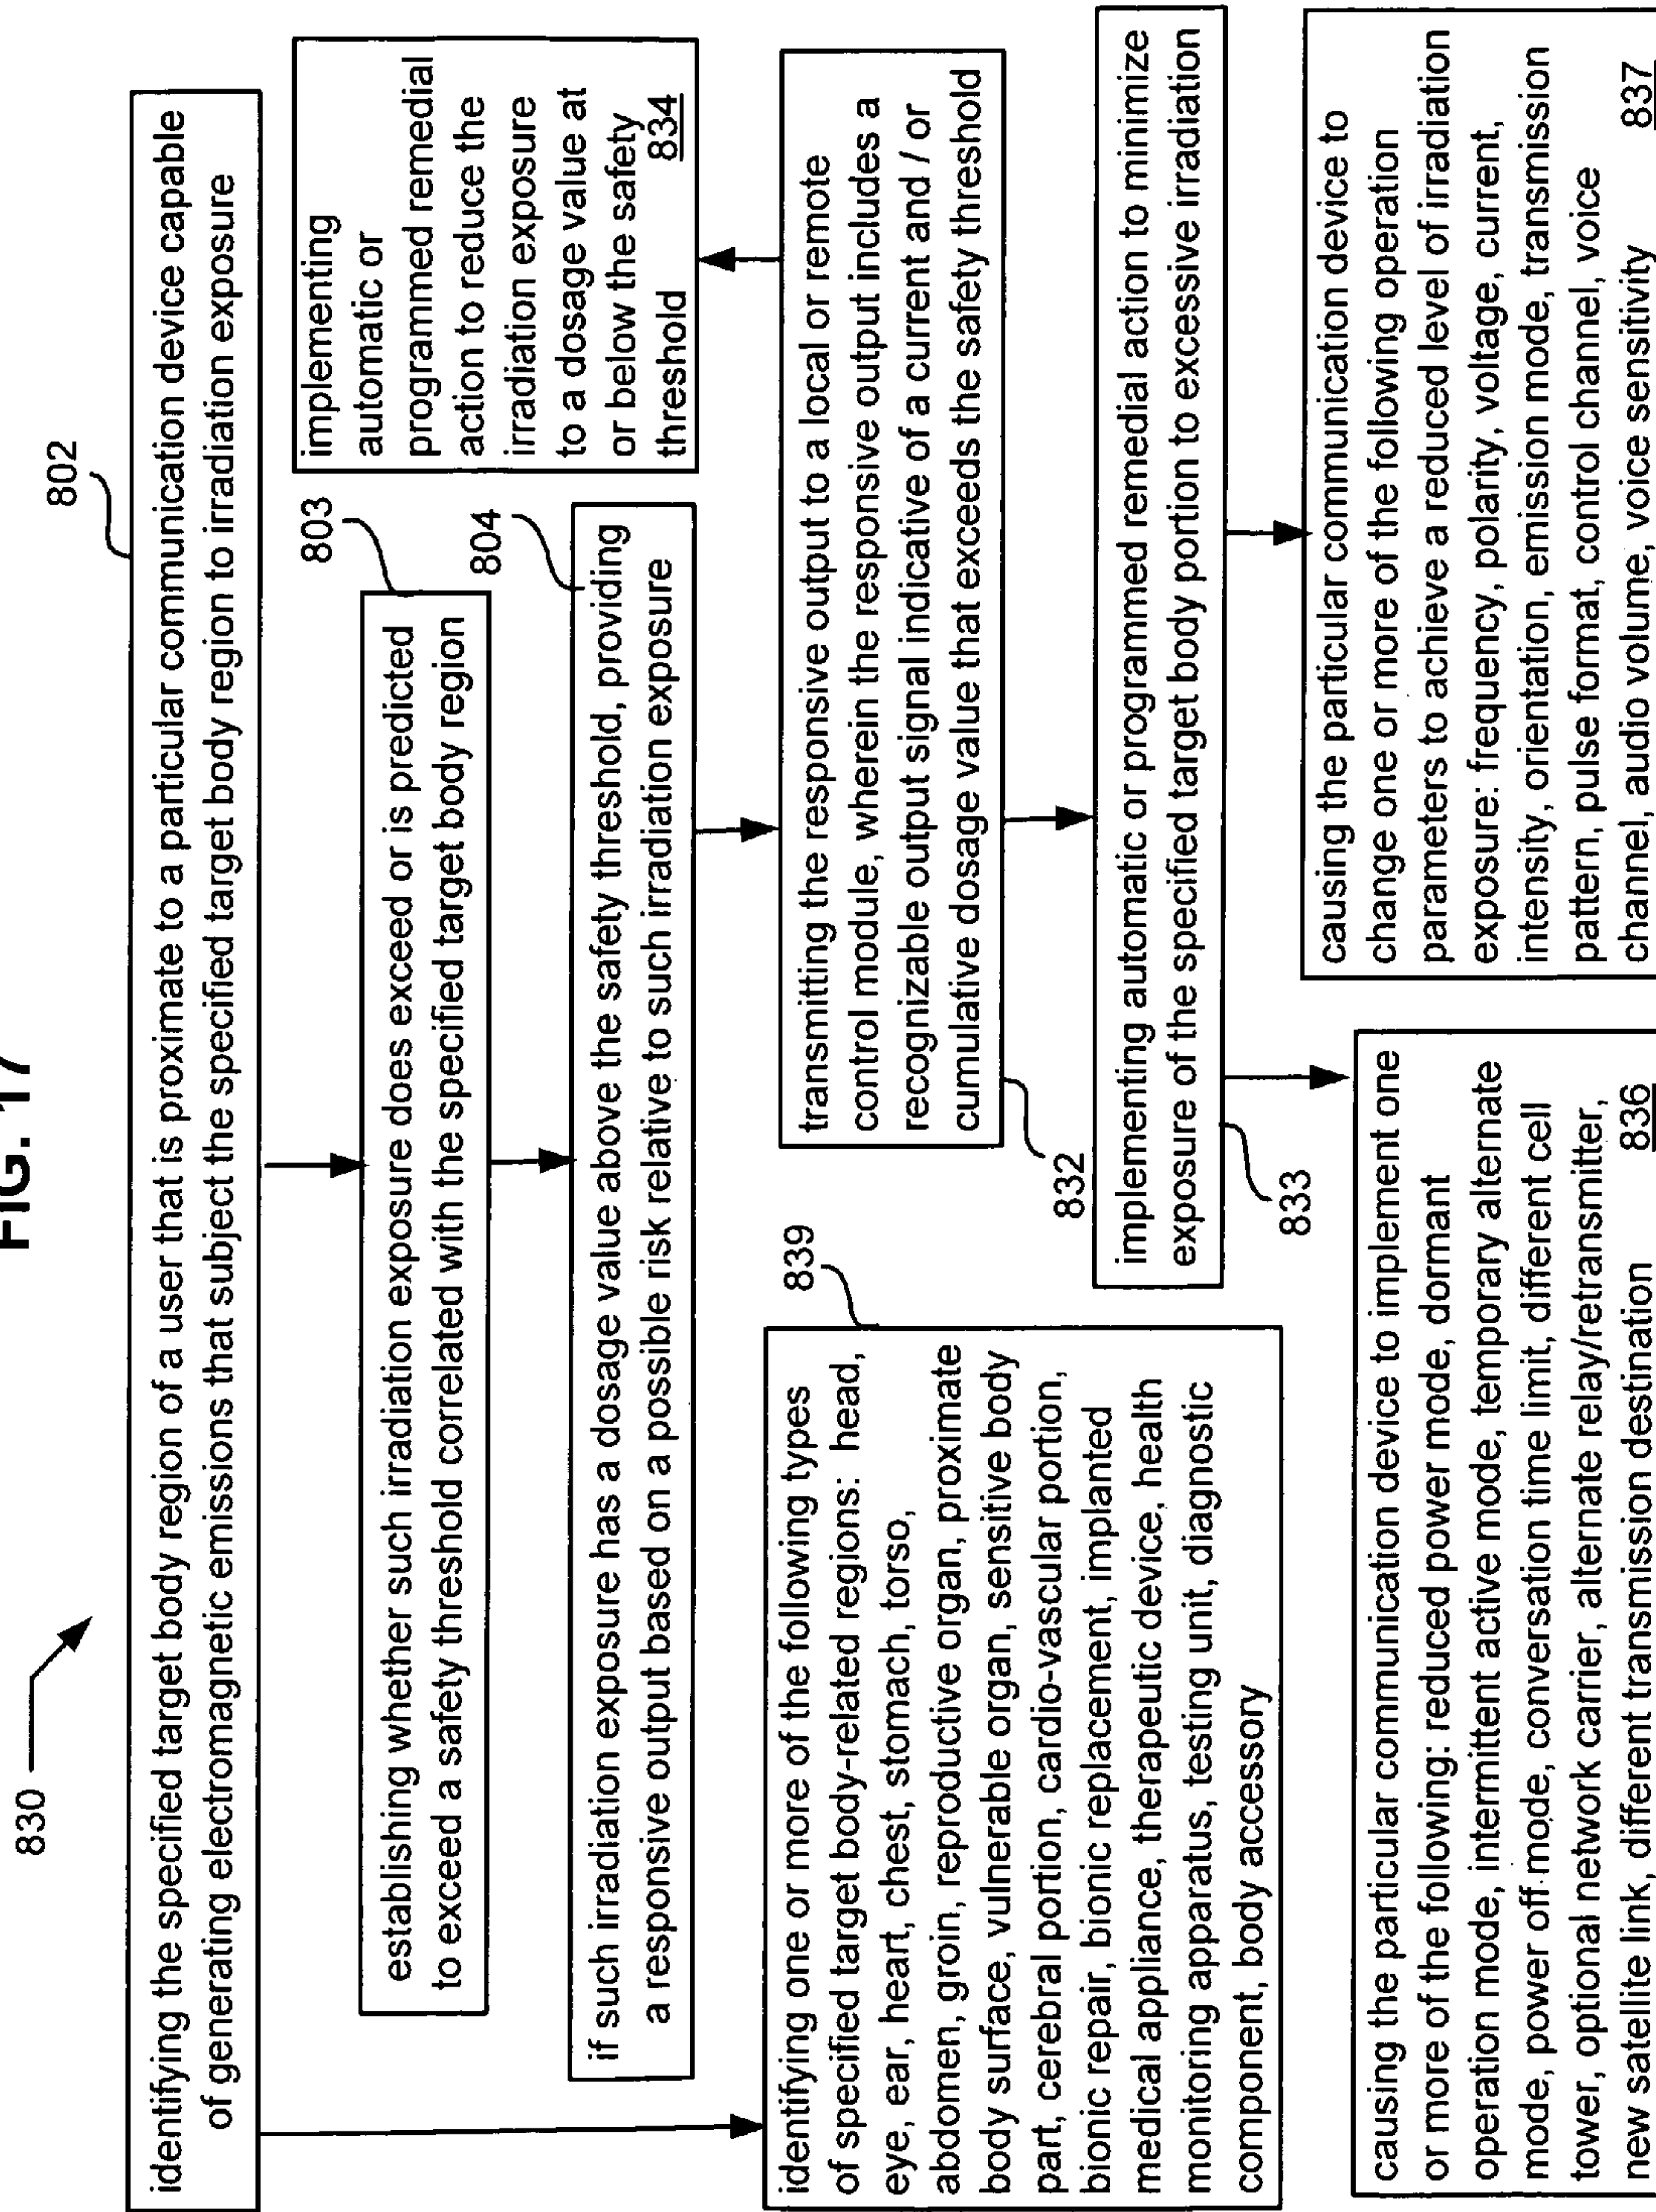 FIG. 17
830
802
identifying the specified target body region of a user that is proximate to a particular communication device capable
of generating electromagnetic emissions that subject the specified target body region to irradiation exposure
803
establishing whether such irradiation exposure does exceed or is predicted
to exceed a safety threshold correlated with the specified target body region
804
if such irradiation exposure has a dosage value above the safety threshold, providing
a responsive output based on a possible risk relative to such irradiation exposure
implementing
automatic or
programmed remedial
action to reduce the
irradiation exposure
to a dosage value at
or below the safety
threshold 834
839
identifying one or more of the following types
of specified target body-related regions: head,
eye, ear, heart, chest, stomach, torso,
abdomen, groin, reproductive organ, proximate
body surface, vulnerable organ, sensitive body
part, cerebral portion, cardio-vascular portion,
bionic repair, bionic replacement, implanted
medical appliance, therapeutic device, health
monitoring apparatus, testing unit, diagnostic
component, body accessory
transmitting the responsive output to a local or remote
control module, wherein the responsive output includes a
recognizable output signal indicative of a current and / or
cumulative dosage value that exceeds the safety threshold
832
implementing automatic or programmed remedial action to minimize
exposure of the specified target body portion to excessive irradiation
833
causing the particular communication device to implement one
or more of the following: reduced power mode, dormant
operation mode, intermittent active mode, temporary alternate
mode, power off mode, conversation time limit, different cell
tower, optional network carrier, alternate relay/retransmitter,
new satellite link, different transmission destination 836
causing the particular communication device to
change one or more of the following operation
parameters to achieve a reduced level of irradiation
exposure: frequency, polarity, voltage, current,
intensity, orientation, emission mode, transmission
pattern, pulse format, control channel, voice
channel, audio volume, voice sensitivity 837